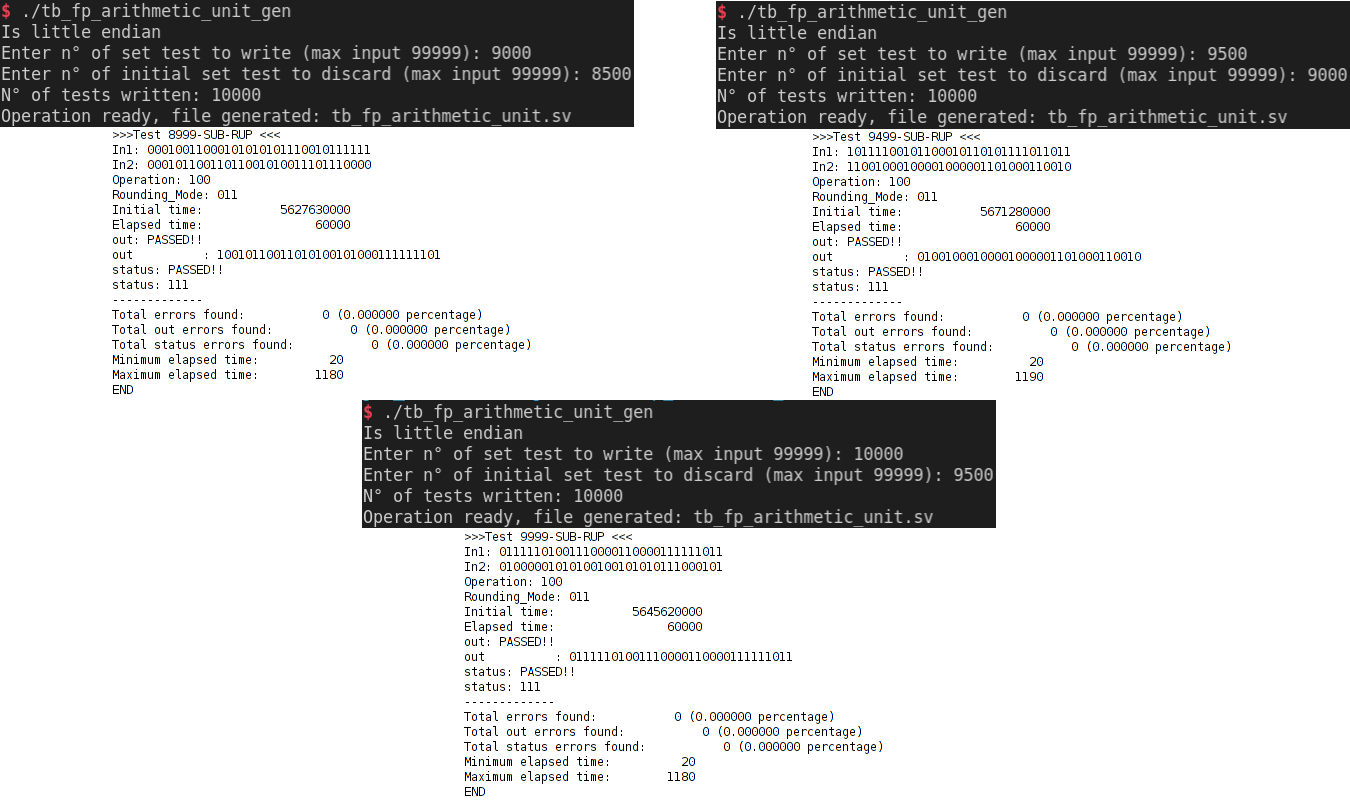 $ ./tb_fp_arithmetic_unit_gen
Is little endian
Enter n° of set test to write (max input 99999): 9000
Enter n° of initial set test to discard (max input 99999): 8500
N° of tests written: 10000
Operation ready, file generated: tb_fp_arithmetic_unit.sv
>>>Test 8999-SUB-RUP <<<
In1: 00010011000101010101110010111111
In2: 00010110011011001010011101110000
Operation: 100
Rounding_Mode: 011
Initial time: 5627630000
Elapsed time: 60000
out: PASSED!!
out : 10010110011010100101000111111101
status: PASSED!!
status: 111
-------------
Total errors found: 0 (0.000000 percentage)
Total out errors found: 0 (0.000000 percentage)
Total status errors found: 0 (0.000000 percentage)
Minimum elapsed time: 20
Maximum elapsed time: 1180
END
$ ./tb_fp_arithmetic_unit_gen
Is little endian
Enter n° of set test to write (max input 99999): 9500
Enter n° of initial set test to discard (max input 99999): 9000
N° of tests written: 10000
Operation ready, file generated: tb_fp_arithmetic_unit.sv
>>>Test 9499-SUB-RUP <<<
In1: 10111100101100010110101111011011
In2: 11001000100001000001101000110010
Operation: 100
Rounding_Mode: 011
Initial time: 5671280000
Elapsed time: 60000
out: PASSED!!
out : 01001000100001000001101000110010
status: PASSED!!
status: 111
-------------
Total errors found: 0 (0.000000 percentage)
Total out errors found: 0 (0.000000 percentage)
Total status errors found: 0 (0.000000 percentage)
Minimum elapsed time: 20
Maximum elapsed time: 1190
END
$ ./tb_fp_arithmetic_unit_gen
Is little endian
Enter n° of set test to write (max input 99999): 10000
Enter n° of initial set test to discard (max input 99999): 9500
N° of tests written: 10000
Operation ready, file generated: tb_fp_arithmetic_unit.sv
>>>Test 9999-SUB-RUP <<<
In1: 01111101001110000110000111111011
In2: 01000001010100100101010111000101
Operation: 100
Rounding_Mode: 011
Initial time: 5645620000
Elapsed time: 60000
out: PASSED!!
out : 01111101001110000110000111111011
status: PASSED!!
status: 111
-------------
Total errors found: 0 (0.000000 percentage)
Total out errors found: 0 (0.000000 percentage)
Total status errors found: 0 (0.000000 percentage)
Minimum elapsed time: 20
Maximum elapsed time: 1180
END